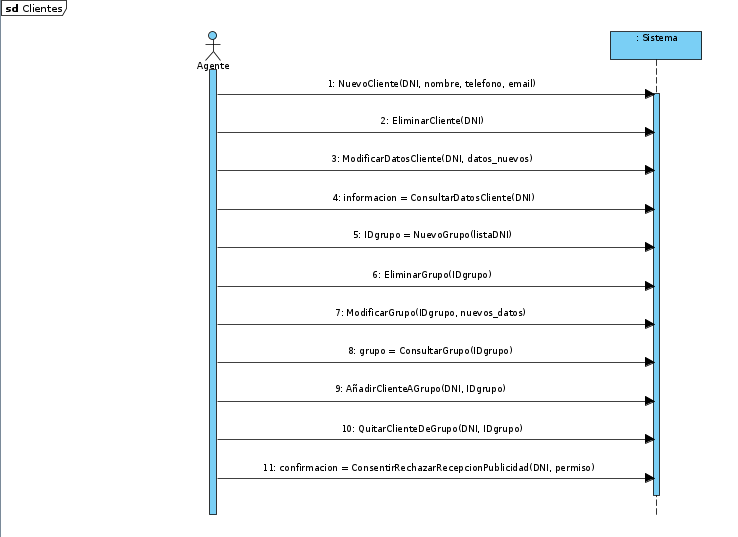 sd Clientes
Agente
: Sistema
1: NuevoCliente(DNI, nombre, telefono, email)
2: EliminarCliente(DNI)
3: ModificarDatosCliente(DNI, datos_nuevos)
4: informacion = ConsultarDatosCliente(DNI)
5: IDgrupo = NuevoGrupo(listaDNI)
6: EliminarGrupo(IDgrupo)
7: ModificarGrupo(IDgrupo, nuevos_datos)
8: grupo = ConsultarGrupo(IDgrupo)
9: AñadirClienteAGrupo(DNI, IDgrupo)
10: QuitarClienteDeGrupo(DNI, IDgrupo)
11: confirmacion = ConsentirRechazarRecepcionPublicidad(DNI, permiso)